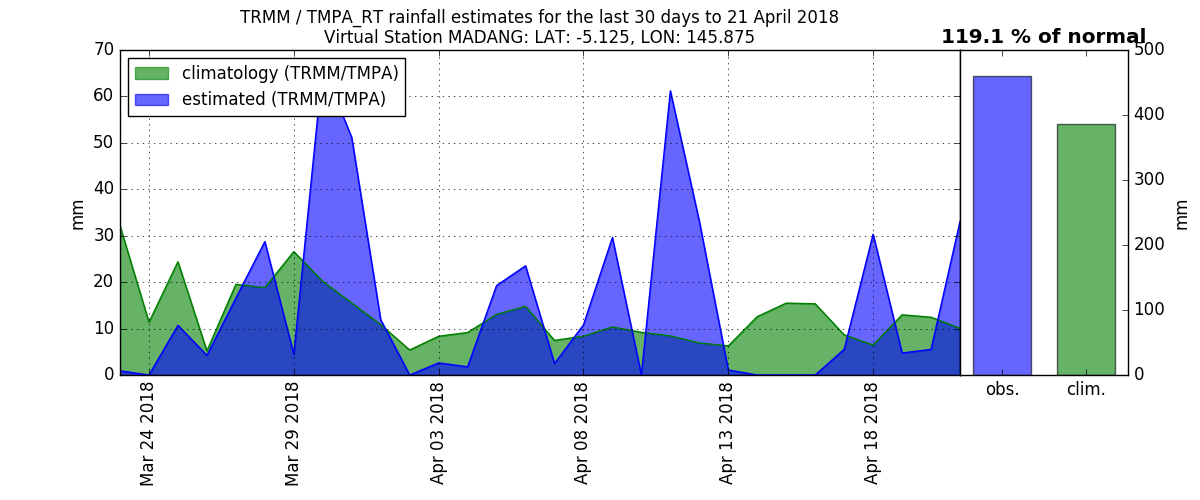 TRMM / TMPA_RT rainfall estimates for the last 30 days to 21 April 2018
Virtual Station MADANG: LAT: -5.125, LON: 145.875
119.1 % of normal
climatology (TRMM/TMPA)
estimated (TRMM/TMPA)
70
60
50
40
30
20
10
0
mm
Mar 24 2018
Mar 29 2018
Apr 03 2018
Apr 08 2018
Apr 13 2018
Apr 18 2018
500
400
300
200
100
0
mm
obs.
clim.